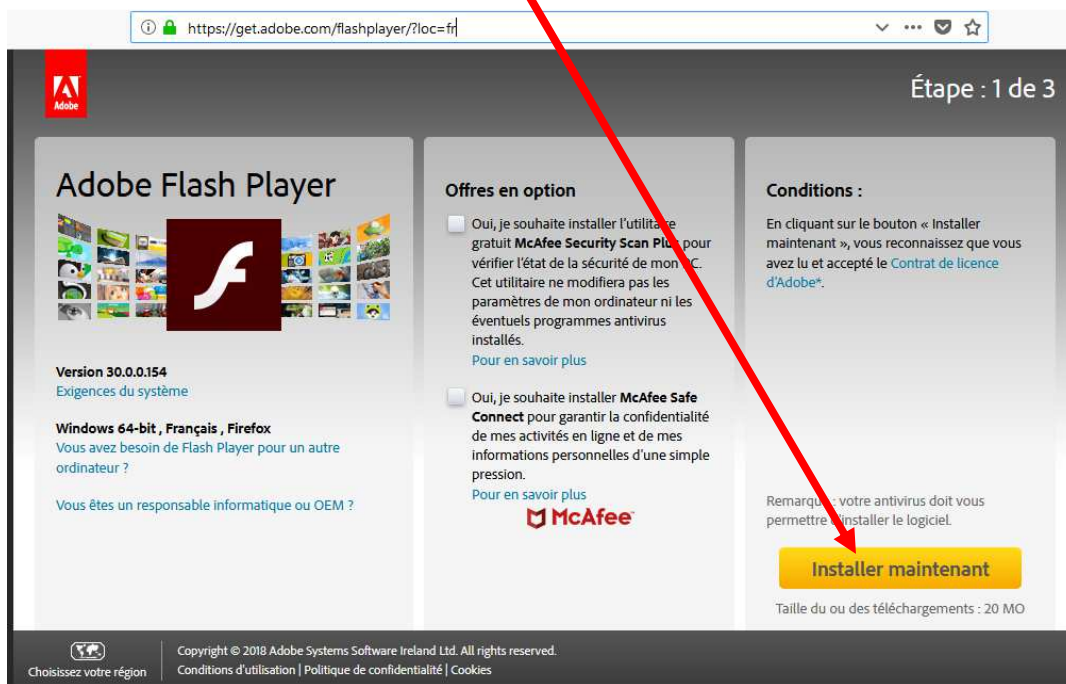 https://get.adobe.com/flashplayer/?loc=fr
Adobe
Étape : 1 de 3
Adobe Flash Player
Version 30.0.0.154
Exigences du système
Windows 64-bit , Français , Firefox
Vous avez besoin de Flash Player pour un autre
ordinateur ?
Vous êtes un responsable informatique ou OEM ?
Offres en option
Oui, je souhaite installer l'utilitaire
gratuit McAfee Security Scan Plus pour
vérifier l'état de la sécurité de mon PC.
Cet utilitaire ne modifiera pas les
paramètres de mon ordinateur ni les
éventuels programmes antivirus
installés.
Pour en savoir plus
Oui, je souhaite installer McAfee Safe
Connect pour garantir la confidentialité
de mes activités en ligne et de mes
informations personnelles d'une simple
pression.
Pour en savoir plus
McAfee
Conditions :
En cliquant sur le bouton « Installer
maintenant », vous reconnaissez que vous
avez lu et accepté le Contrat de licence
d'Adobe*.
Remarque : votre antivirus doit vous
permettre d'installer le logiciel.
Installer maintenant
Taille du ou des téléchargements : 20 MO
Choisissez votre région
Copyright © 2018 Adobe Systems Software Ireland Ltd. All rights reserved.
Conditions d'utilisation | Politique de confidentialité | Cookies